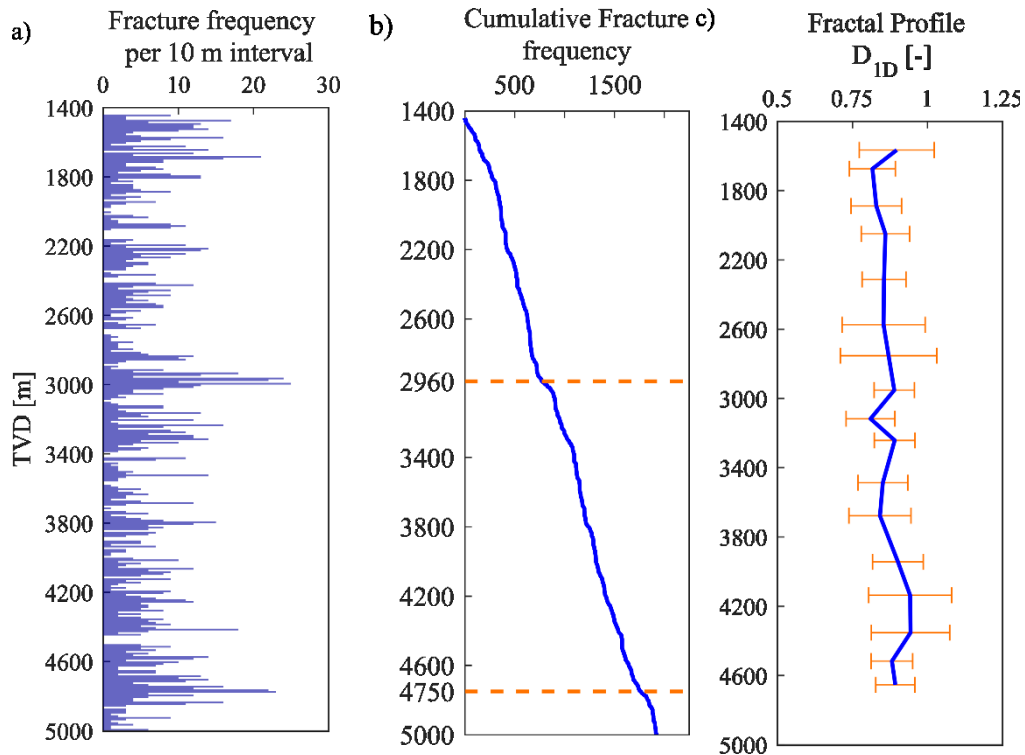 a)
Fracture frequency
per 10 m interval
0 10 20 30
TVD [m]
1400
1800
2200
2600
3000
3400
3800
4200
4600
5000
b)
Cumulative Fracture
frequency
500 1500
1400
1800
2200
2600
2960
3400
3800
4200
4600
4750
5000
c)
Fractal Profile
D1D [-]
0.5 0.75 1 1.25
1400
1800
2200
2600
3000
3400
3800
4200
4600
5000